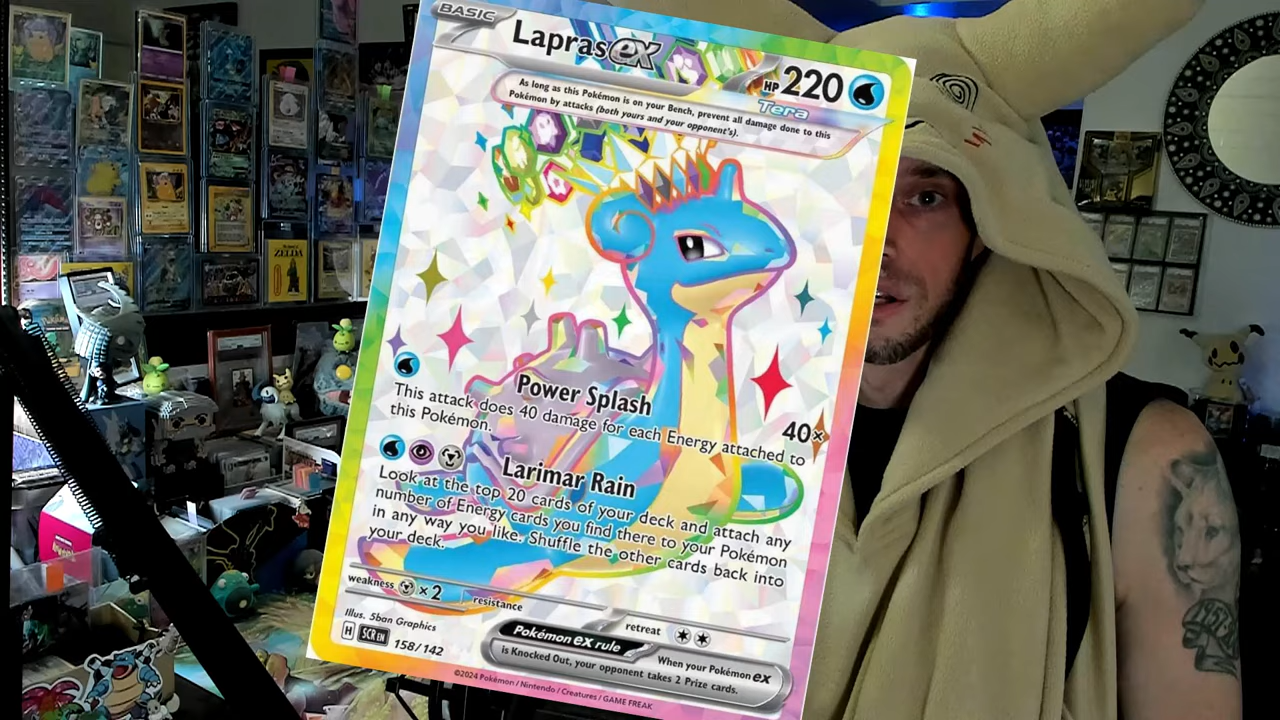 BASIC
Lapras ex
HP 220
Tera
As long as this Pokémon is on your Bench, prevent all damage done to this
Pokémon by attacks (both yours and your opponent's).
Power Splash
40×
This attack does 40 damage for each Energy attached to
this Pokémon.
Larimar Rain
Look at the top 20 cards of your deck and attach any
number of Energy cards you find there to your Pokémon
in any way you like. Shuffle the other cards back into
your deck.
weakness ×2
resistance
retreat
Illus. 5ban Graphics
H SCR EN 158/142
Pokémon ex rule
When your Pokémon ex
is Knocked Out, your opponent takes 2 Prize cards.
©2024 Pokémon / Nintendo / Creatures / GAME FREAK
ZELDA